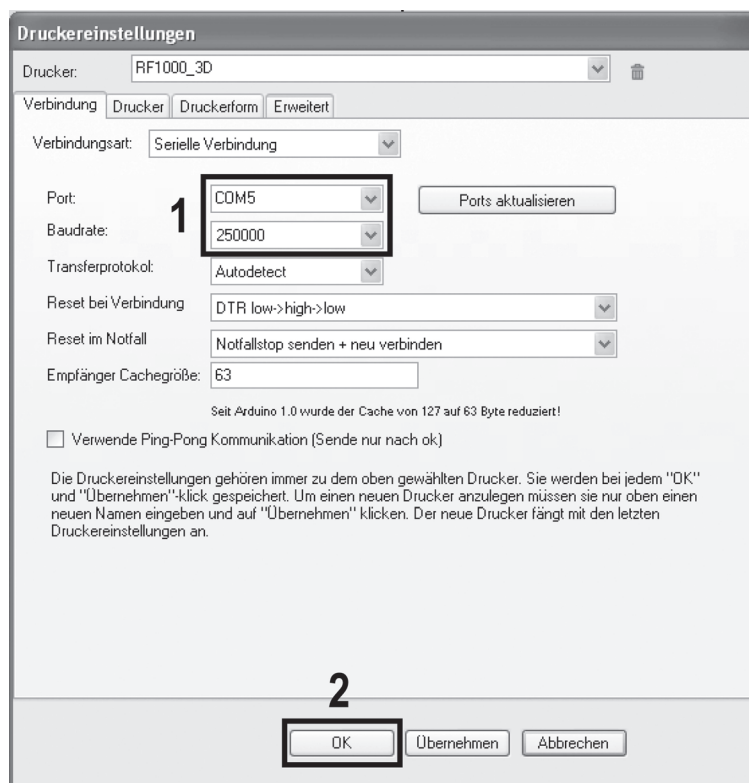 Druckereinstellungen
Drucker: RF1000_3D
Verbindung Drucker Druckerform Erweitert
Verbindungsart: Serielle Verbindung
Port: COM5 Ports aktualisieren
1
Baudrate: 250000
Transferprotokol: Autodetect
Reset bei Verbindung DTR low->high->low
Reset im Notfall Notfallstop senden + neu verbinden
Empfänger Cachegröße: 63
Seit Arduino 1.0 wurde der Cache von 127 auf 63 Byte reduziert!
Verwende Ping-Pong Kommunikation (Sende nur nach ok)
Die Druckereinstellungen gehören immer zu dem oben gewählten Drucker. Sie werden bei jedem "OK"
und "Übernehmen"-klick gespeichert. Um einen neuen Drucker anzulegen müssen sie nur oben einen
neuen Namen eingeben und auf "Übernehmen" klicken. Der neue Drucker fängt mit den letzten
Druckereinstellungen an.
2
OK Übernehmen Abbrechen